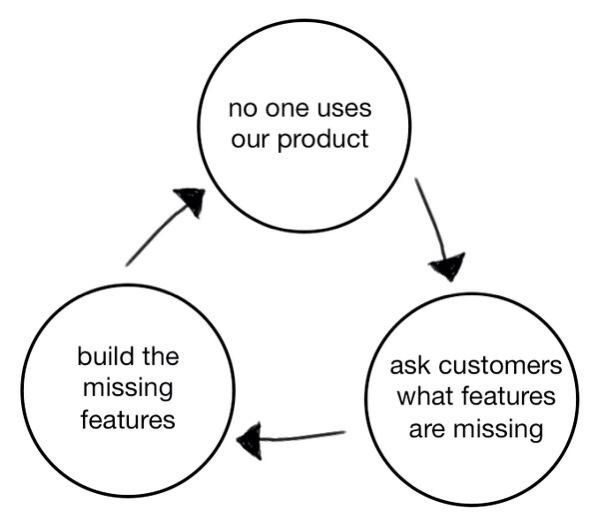 no one uses
our product
ask customers
what features
are missing
build the
missing
features